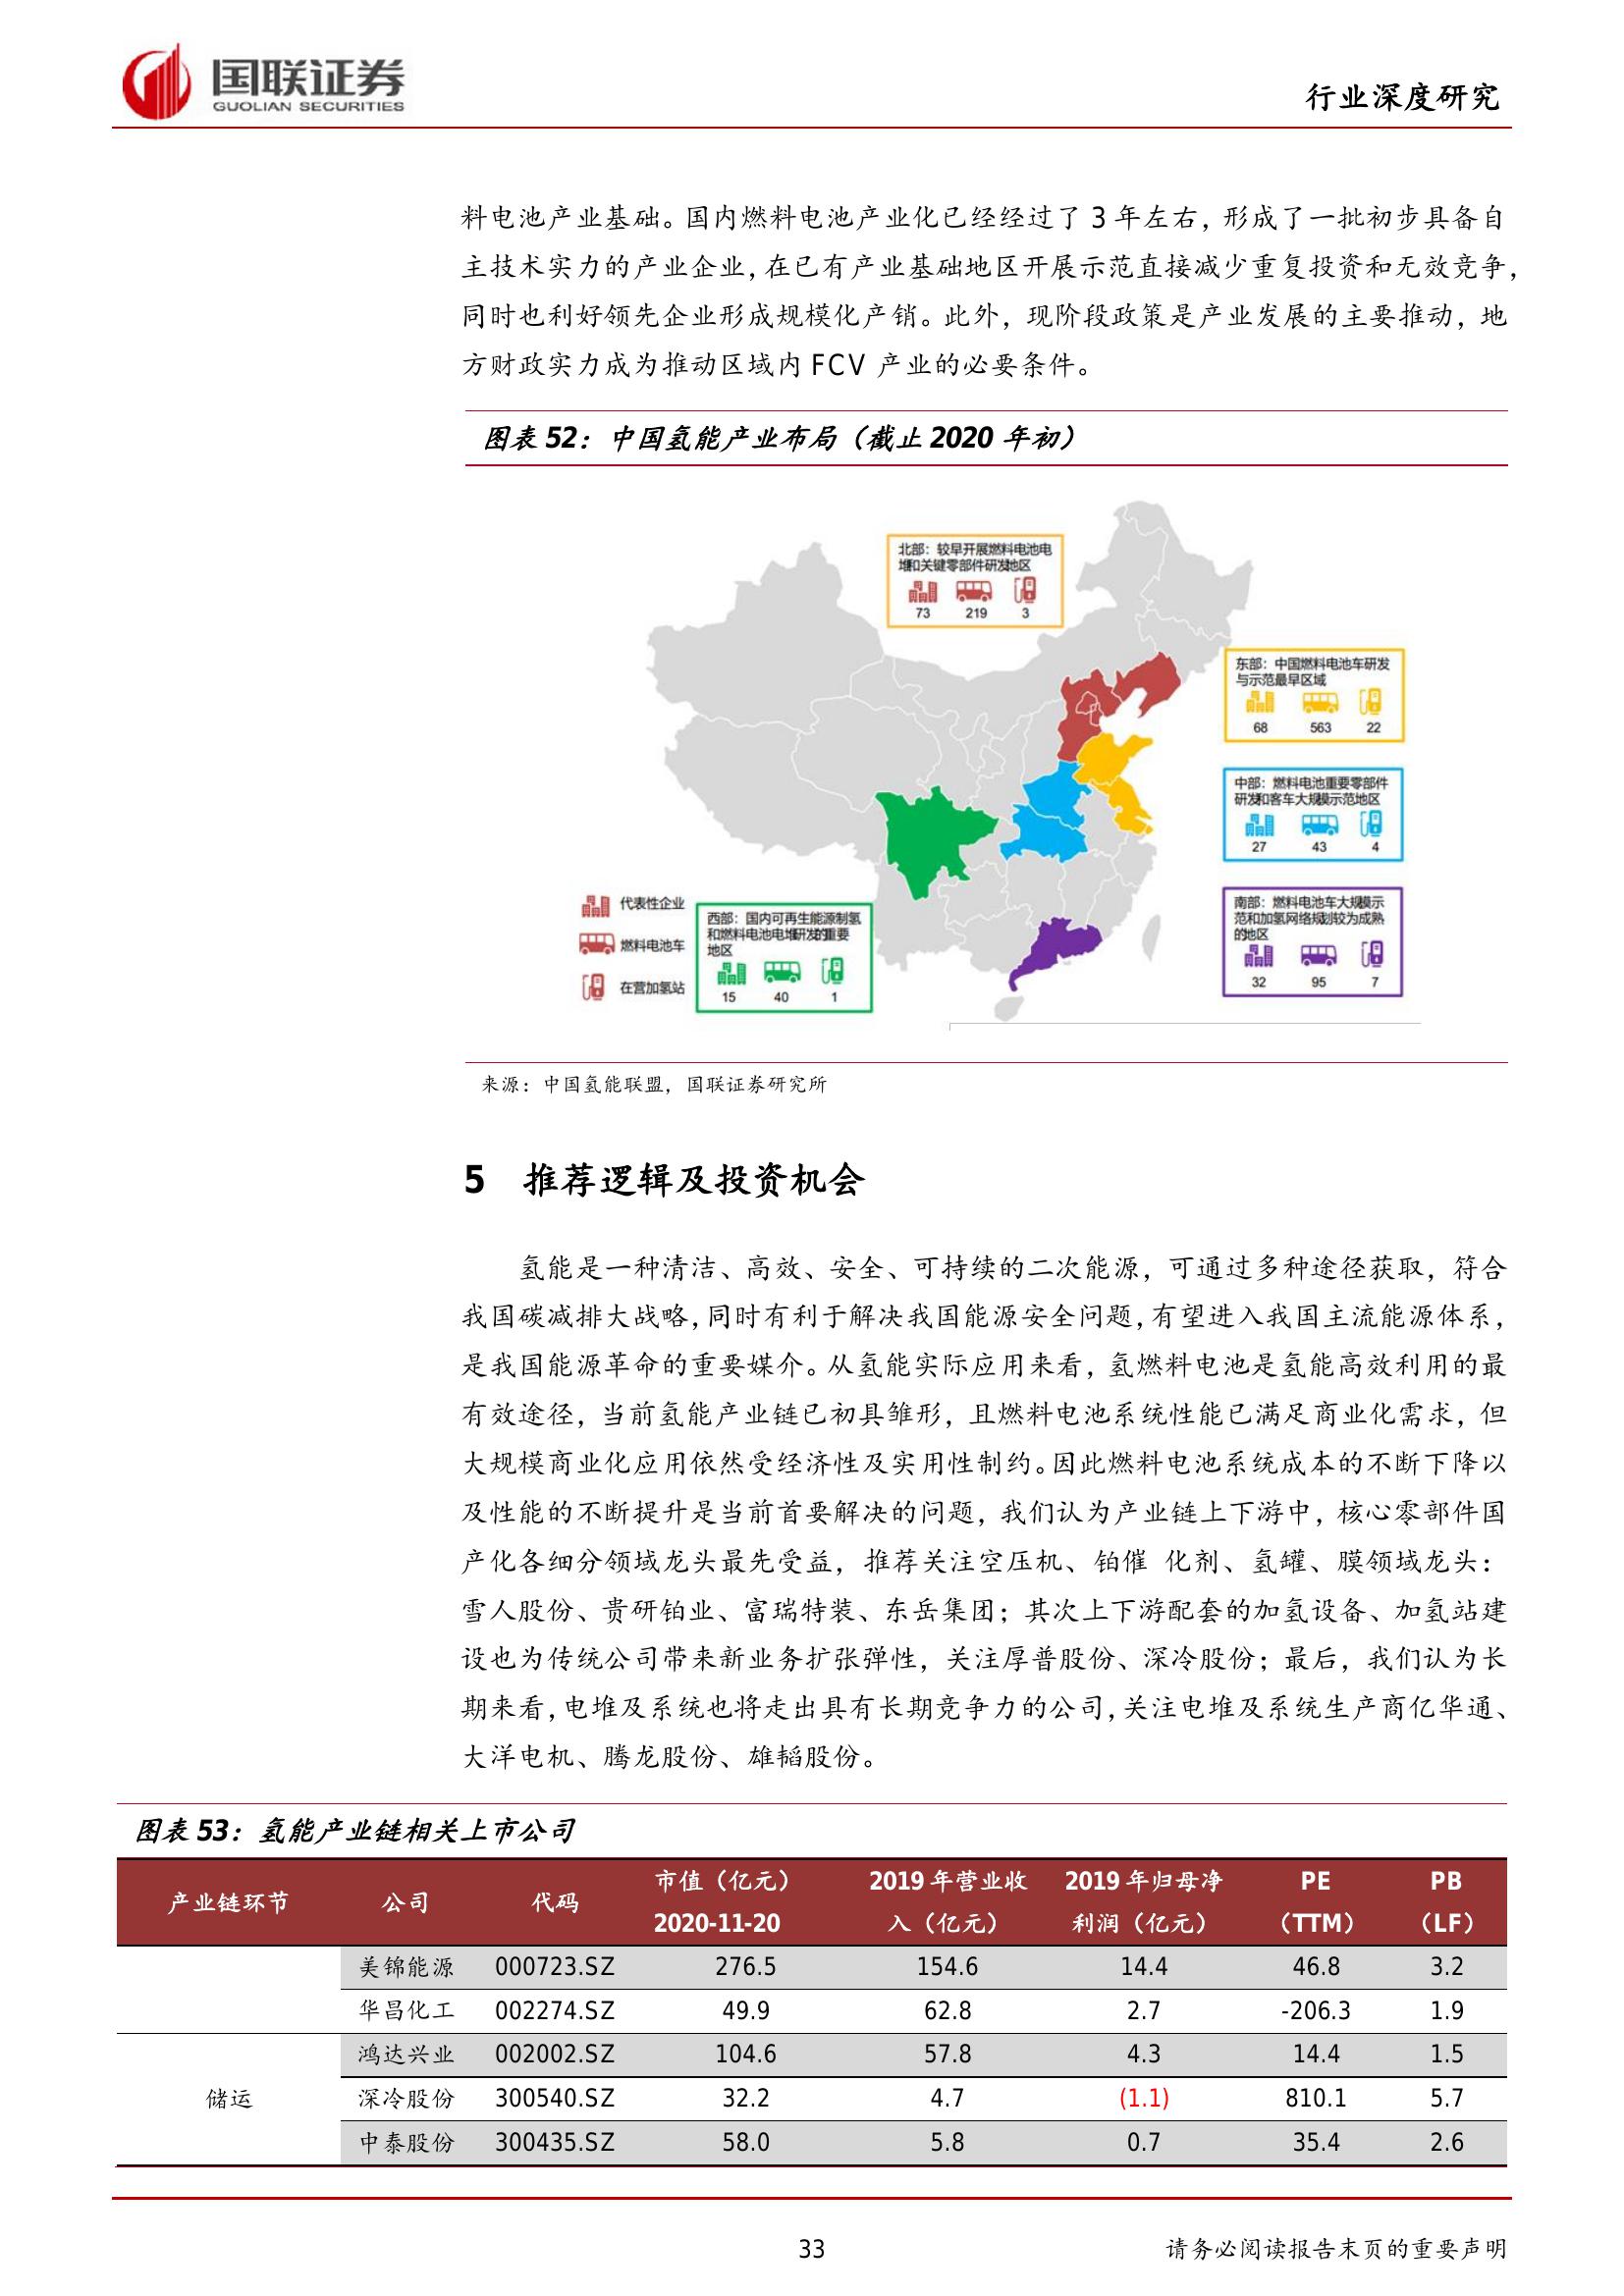 国联证券
GUOLIAN SECURITIES
行业深度研究
料电池产业基础。国内燃料电池产业化已经经过了 3 年左右，形成了一批初步具备自
主技术实力的产业企业，在已有产业基础地区开展示范直接减少重复投资和无效竞争，
同时也利好领先企业形成规模化产销。此外，现阶段政策是产业发展的主要推动，地
方财政实力成为推动区域内 FCV 产业的必要条件。
图表 52：中国氢能产业布局（截止 2020 年初）
北部：较早开展燃料电池电
堆和关键零部件研发地区
73 219 3
东部：中国燃料电池车研发
与示范最早区域
68 563 22
中部：燃料电池重要零部件
研发和客车大规模示范地区
27 43 4
南部：燃料电池车大规模示
范和加氢网络规划较为成熟
的地区
32 95 7
代表性企业
燃料电池车
在营加氢站
西部：国内可再生能源制氢
和燃料电池电堆研发的重要
地区
15 40 1
来源：中国氢能联盟，国联证券研究所
5 推荐逻辑及投资机会
氢能是一种清洁、高效、安全、可持续的二次能源，可通过多种途径获取，符合
我国碳减排大战略，同时有利于解决我国能源安全问题，有望进入我国主流能源体系，
是我国能源革命的重要媒介。从氢能实际应用来看，氢燃料电池是氢能高效利用的最
有效途径，当前氢能产业链已初具雏形，且燃料电池系统性能已满足商业化需求，但
大规模商业化应用依然受经济性及实用性制约。因此燃料电池系统成本的不断下降以
及性能的不断提升是当前首要解决的问题，我们认为产业链上下游中，核心零部件国
产化各细分领域龙头最先受益，推荐关注空压机、铂催 化剂、氢罐、膜领域龙头：
雪人股份、贵研铂业、富瑞特装、东岳集团；其次上下游配套的加氢设备、加氢站建
设也为传统公司带来新业务扩张弹性，关注厚普股份、深冷股份；最后，我们认为长
期来看，电堆及系统也将走出具有长期竞争力的公司，关注电堆及系统生产商亿华通、
大洋电机、腾龙股份、雄韬股份。
图表 53：氢能产业链相关上市公司
产业链环节 公司 代码 市值（亿元） 2020-11-20 2019 年营业收入（亿元） 2019 年归母净利润（亿元） PE（TTM） PB（LF）
美锦能源 000723.SZ 276.5 154.6 14.4 46.8 3.2
华昌化工 002274.SZ 49.9 62.8 2.7 -206.3 1.9
鸿达兴业 002002.SZ 104.6 57.8 4.3 14.4 1.5
储运 深冷股份 300540.SZ 32.2 4.7 (1.1) 810.1 5.7
中泰股份 300435.SZ 58.0 5.8 0.7 35.4 2.6
33
请务必阅读报告末页的重要声明